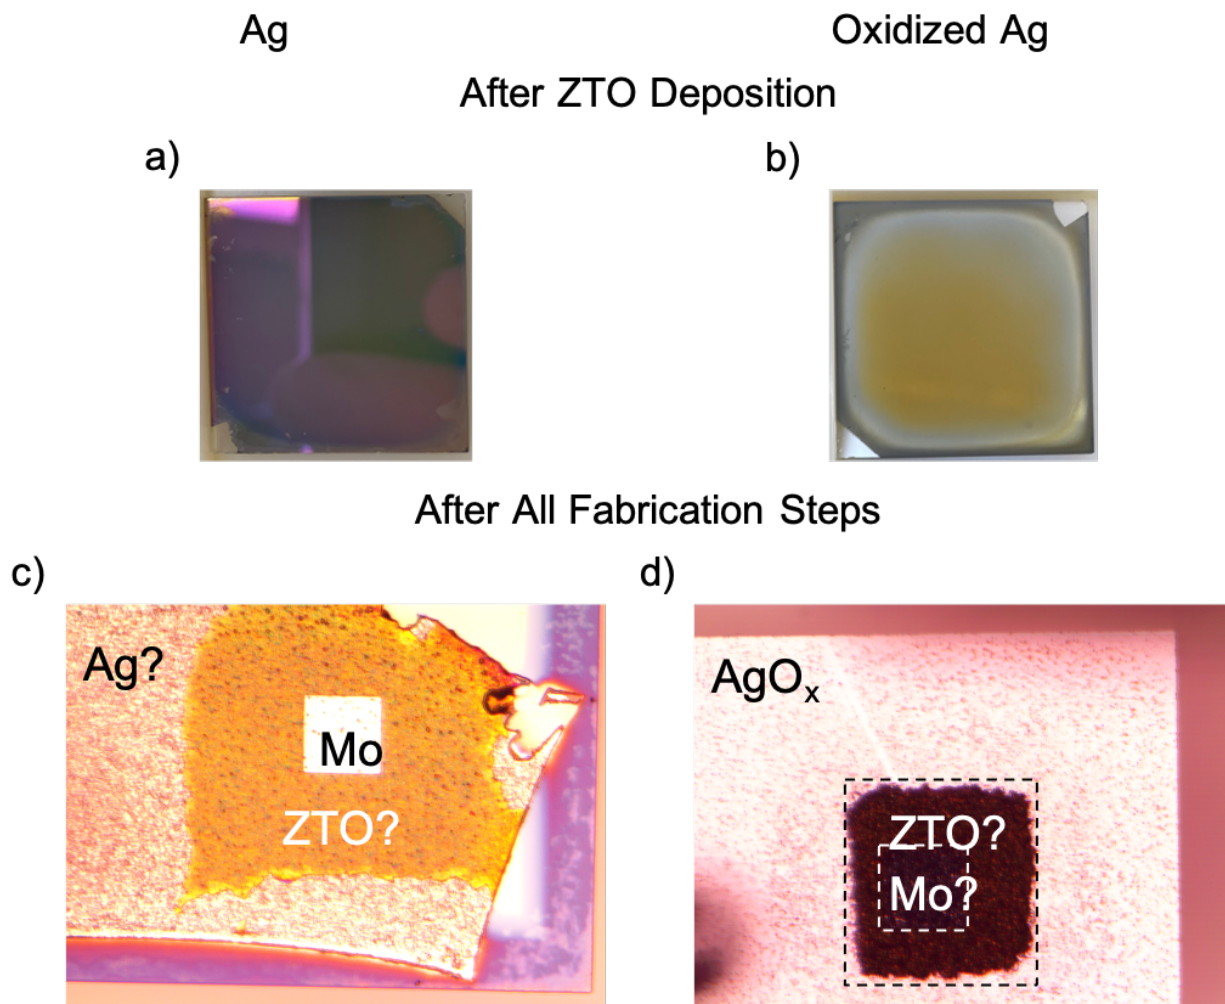 Ag
Oxidized Ag
After ZTO Deposition
a)
b)
After All Fabrication Steps
c)
d)
Ag?
Mo
ZTO?
AgOₓ
ZTO?
Mo?